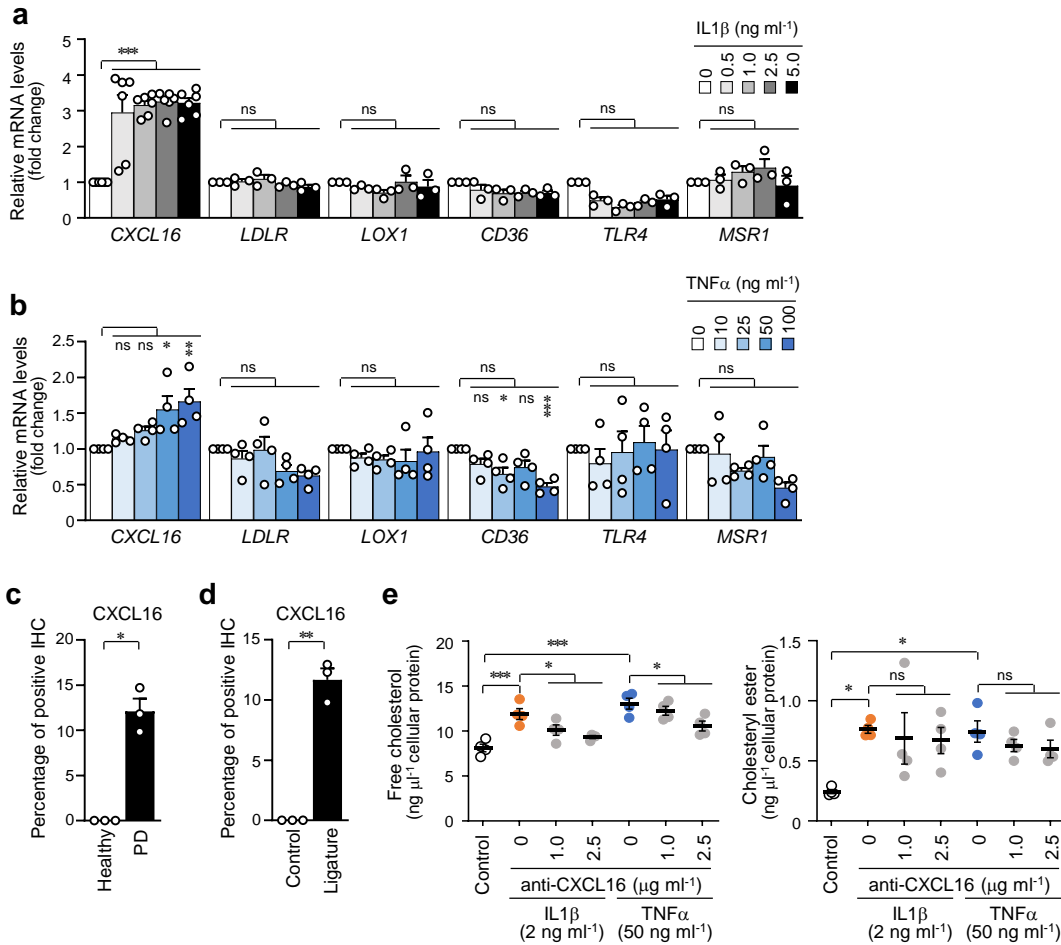 a
IL1β (ng ml-1)
0 0.5 1.0 2.5 5.0
Relative mRNA levels
(fold change)
5
4
3
2
1
0
*** ns ns ns ns ns
CXCL16 LDLR LOX1 CD36 TLR4 MSR1
b
TNFα (ng ml-1)
0 10 25 50 100
Relative mRNA levels
(fold change)
2.5
2.0
1.5
1.0
0.5
0
ns ns * **
ns ns ns ns ns
ns * ns ***
CXCL16 LDLR LOX1 CD36 TLR4 MSR1
c
CXCL16
Percentage of positive IHC
20
15
10
5
0
*
Healthy PD
d
CXCL16
Percentage of positive IHC
15
10
5
0
**
Control Ligature
e
Free cholesterol
(ng μl-1 cellular protein)
20
15
10
5
0
***
*** * *
Control 0 1.0 2.5 0 1.0 2.5
anti-CXCL16 (μg ml-1)
IL1β TNFα
(2 ng ml-1) (50 ng ml-1)
Cholesteryl ester
(ng μl-1 cellular protein)
1.5
1.0
0.5
0
*
* ns ns
Control 0 1.0 2.5 0 1.0 2.5
anti-CXCL16 (μg ml-1)
IL1β TNFα
(2 ng ml-1) (50 ng ml-1)